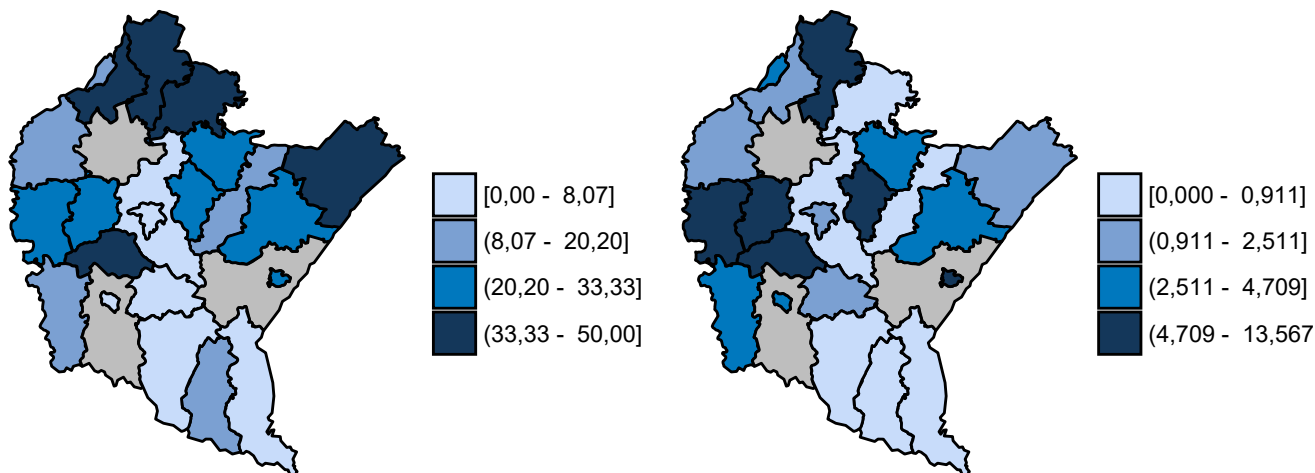 [0,00 - 8,07]
(8,07 - 20,20]
(20,20 - 33,33]
(33,33 - 50,00]
[0,000 - 0,911]
(0,911 - 2,511]
(2,511 - 4,709]
(4,709 - 13,567